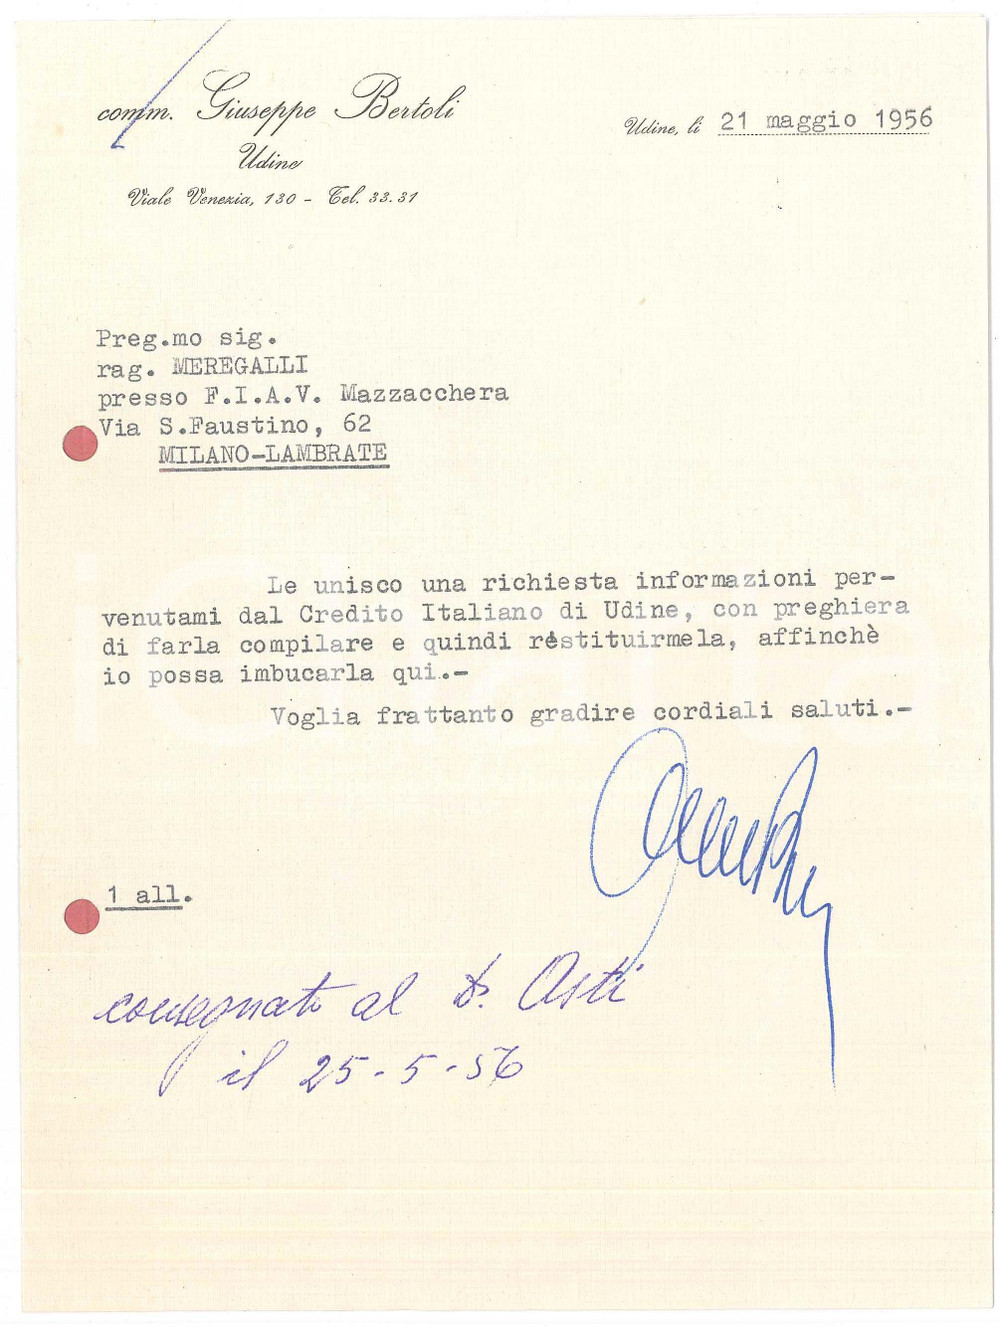 comm. Giuseppe Bertoli
Udine
Viale Venezia, 130 - Tel. 33.31
Udine, li 21 maggio 1956
Preg.mo sig.
rag. MEREGALLI
presso F.I.A.V. Mazzacchera
Via S.Faustino, 62
MILANO-LAMBRATE
Le unisco una richiesta informazioni per-
venutami dal Credito Italiano di Udine, con preghiera
di farla compilare e quindi restituirmela, affinchè
io possa imbucarla qui.-
Voglia frattanto gradire cordiali saluti.-
1 all.
consegnato al D. Asti
il 25-5-56